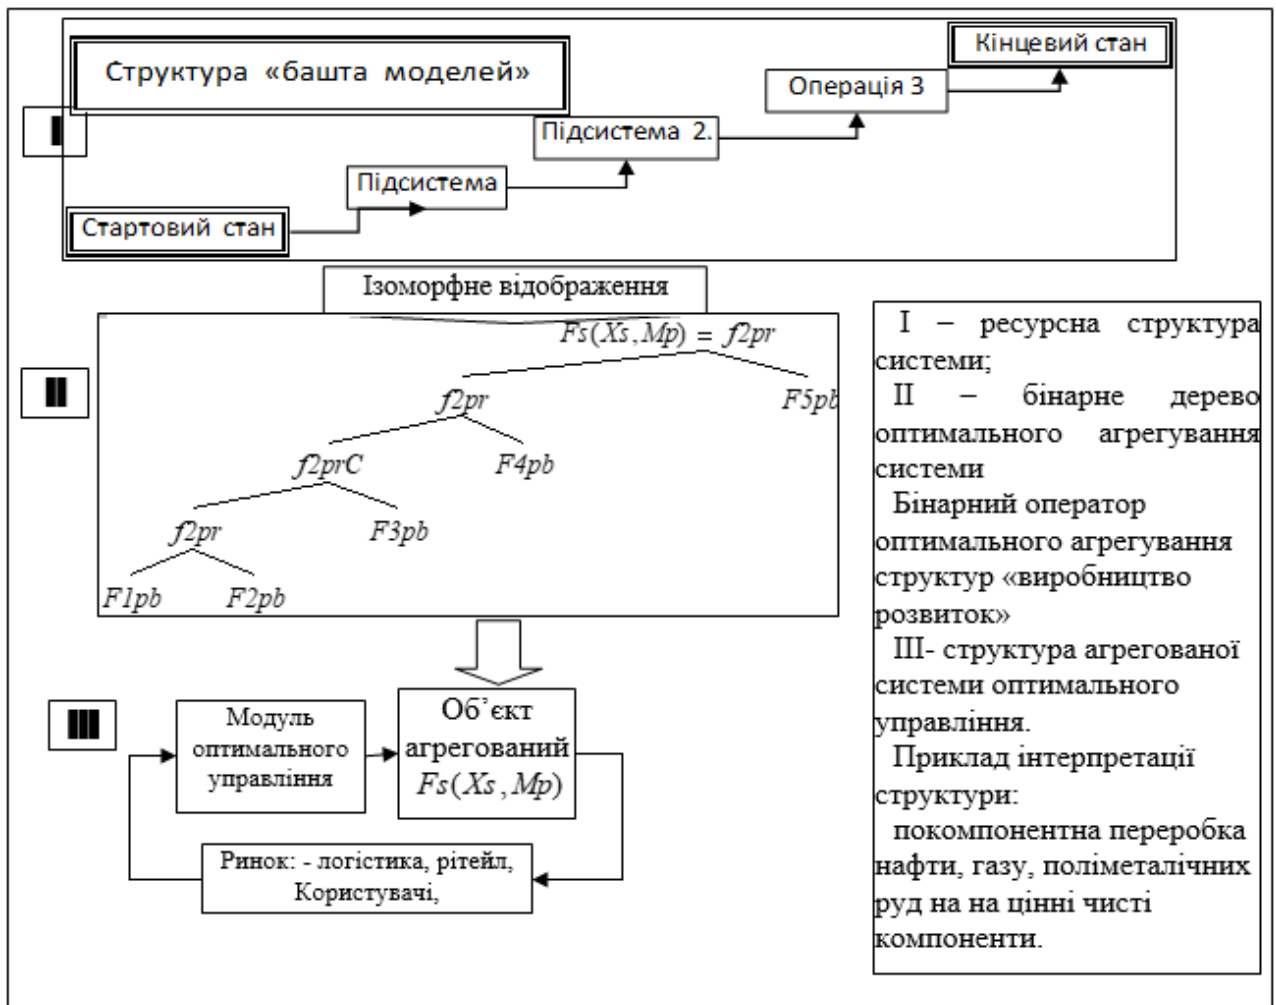 Кінцевий стан
Структура «башта моделей»
Операція 3
I
Підсистема 2.
Підсистема
Стартовий стан
Ізоморфне відображення
Fs(Xs,Mp) = f2pr
II
f2pr
F5pb
f2prC
F4pb
f2pr
F3pb
F1pb
F2pb
III
Модуль
оптимального
управління
Об’єкт
агрегований
Fs(Xs,Mp)
Ринок: - логістика, рітейл,
Користувачі,
I – ресурсна структура
системи;
II – бінарне дерево
оптимального агрегування
системи
Бінарний оператор
оптимального агрегування
структур «виробництво
розвиток»
III- структура агрегованої
системи оптимального
управління.
Приклад інтерпретації
структури:
покомпонентна переробка
нафти, газу, поліметалічних
руд на на цінні чисті
компоненти.